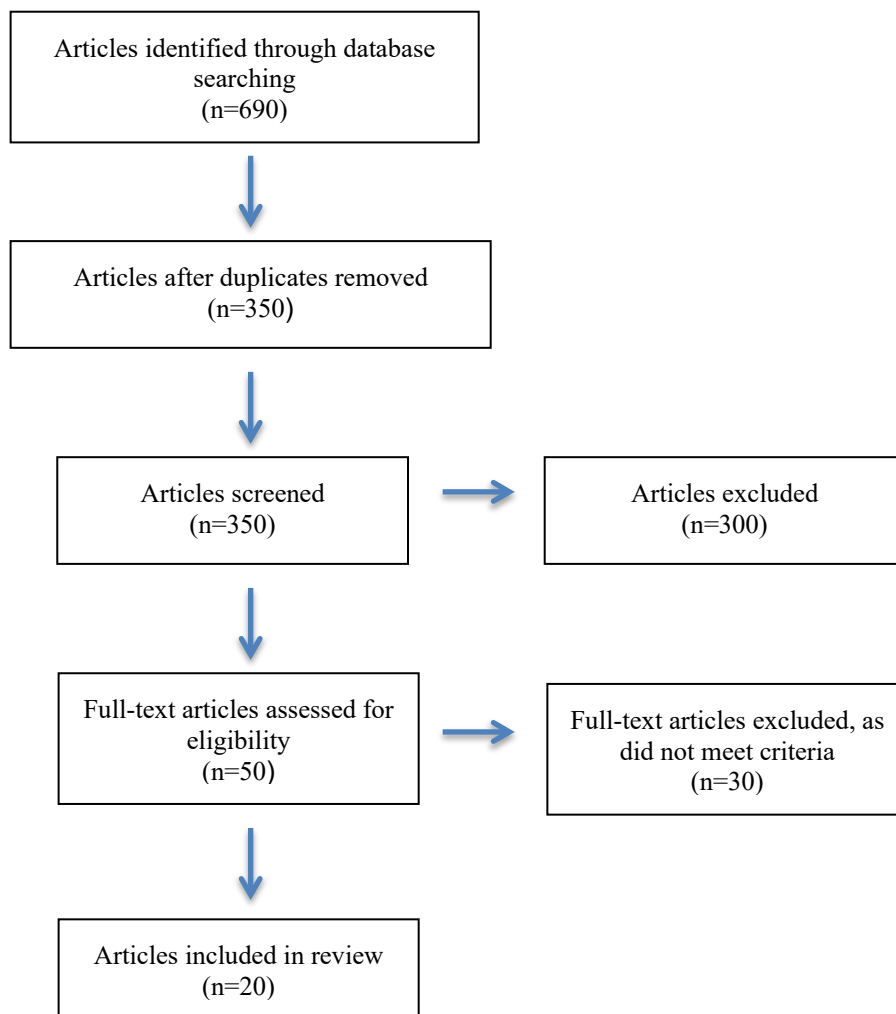 Articles identified through database
searching
(n=690)
Articles after duplicates removed
(n=350)
Articles screened
(n=350)
Articles excluded
(n=300)
Full-text articles assessed for
eligibility
(n=50)
Full-text articles excluded, as
did not meet criteria
(n=30)
Articles included in review
(n=20)